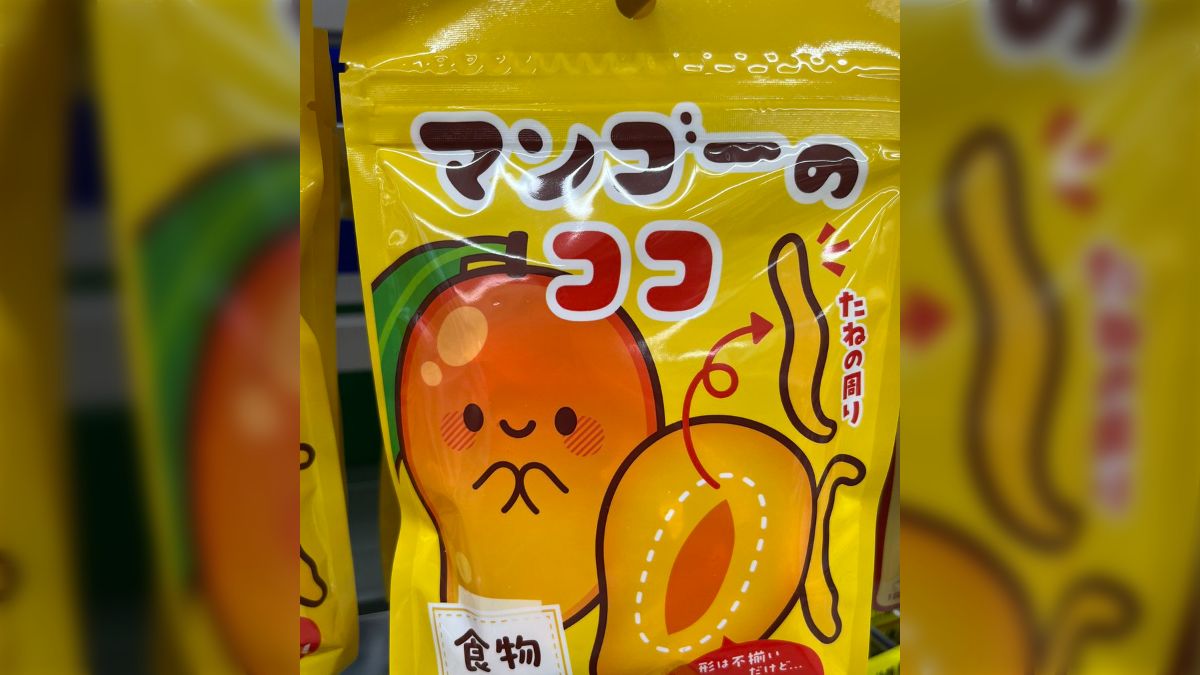 マンゴーの
ココ
たねの周り
食物
形は不揃い
だけど…